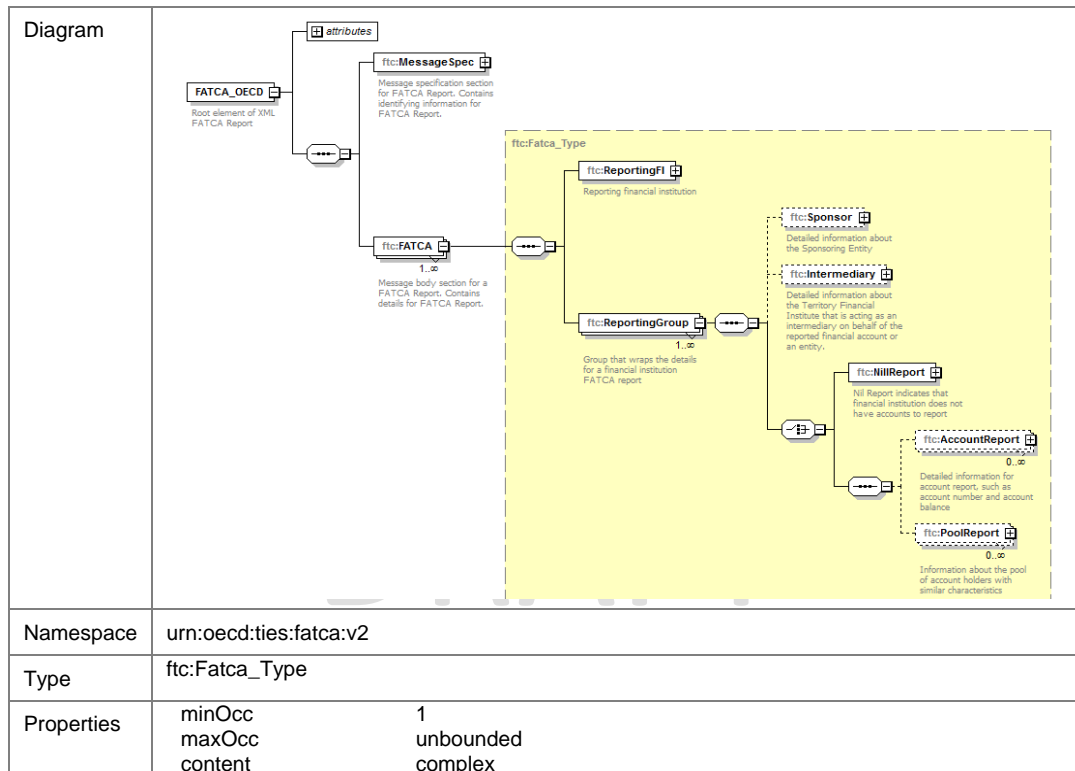 Diagram
attributes
ftc:MessageSpec
Message specification section
for FATCA Report. Contains
identifying information for
FATCA Report.
FATCA_OECD
Root element of XML
FATCA Report
ftc:Fatca_Type
ftc:ReportingFI
Reporting financial institution
ftc:Sponsor
Detailed information about
the Sponsoring Entity
ftc:FATCA
1..∞
Message body section for a
FATCA Report. Contains
details for FATCA Report.
ftc:Intermediary
Detailed information about
the Territory Financial
Institute that is acting as an
intermediary on behalf of the
reported financial account or
an entity.
ftc:ReportingGroup
1..∞
Group that wraps the details
for a financial institution
FATCA report
ftc:NillReport
Nil Report indicates that
financial institution does not
have accounts to report
ftc:AccountReport
0..∞
Detailed information for
account report, such as
account number and account
balance
ftc:PoolReport
0..∞
Information about the pool
of account holders with
similar characteristics
Namespace urn:oecd:ties:fatca:v2
Type ftc:Fatca_Type
Properties minOcc 1
maxOcc unbounded
content complex